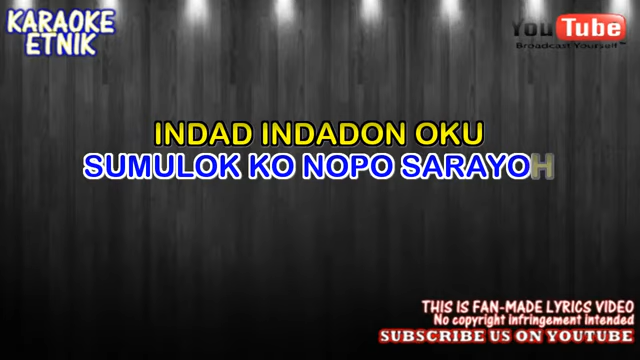 KARAOKE
ETNIK
YouTube
Broadcast Yourself™
INDAD INDADON OKU
SUMULOK KO NOPO SARAYOH
THIS IS FAN-MADE LYRICS VIDEO
No copyright infringement intended
SUBSCRIBE US ON YOUTUBE